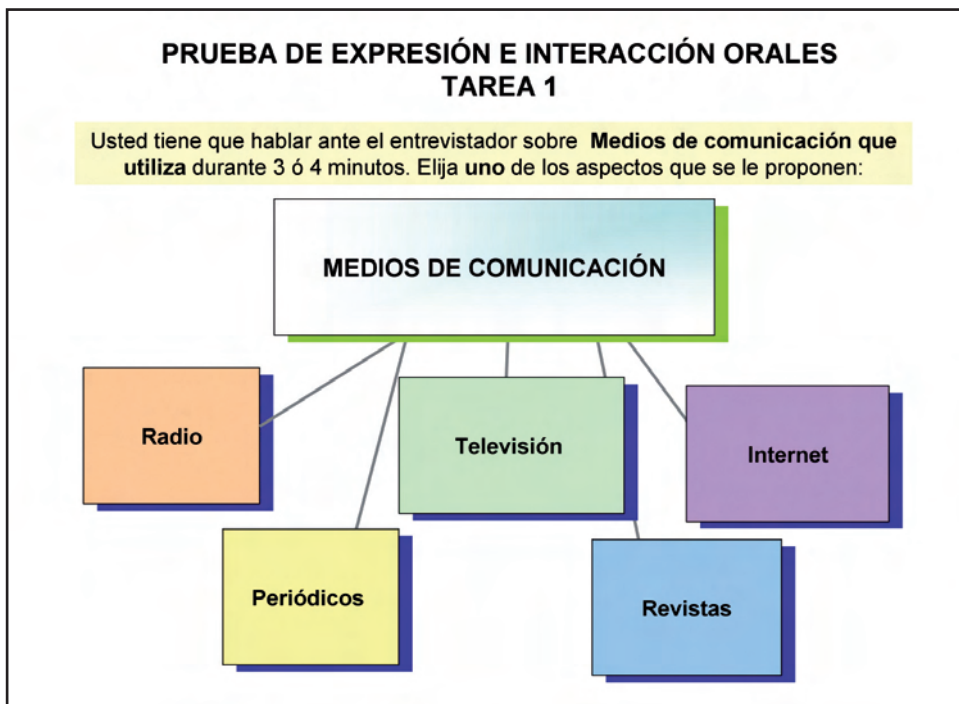 PRUEBA DE EXPRESIÓN E INTERACCIÓN ORALES
TAREA 1
Usted tiene que hablar ante el entrevistador sobre Medios de comunicación que
utiliza durante 3 ó 4 minutos. Elija uno de los aspectos que se le proponen:
MEDIOS DE COMUNICACIÓN
Radio
Televisión
Internet
Periódicos
Revistas